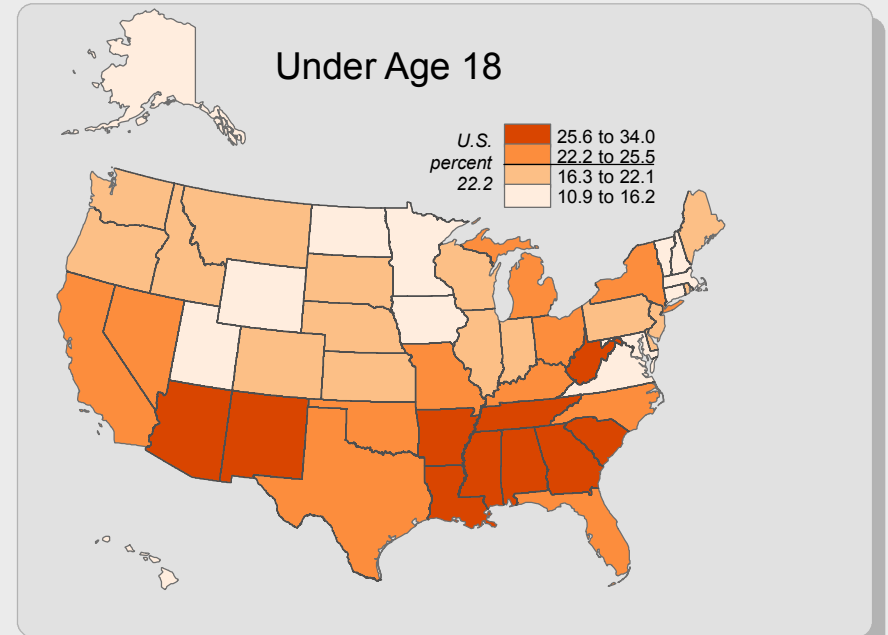 Under Age 18
U.S.
percent
22.2
25.6 to 34.0
22.2 to 25.5
16.3 to 22.1
10.9 to 16.2